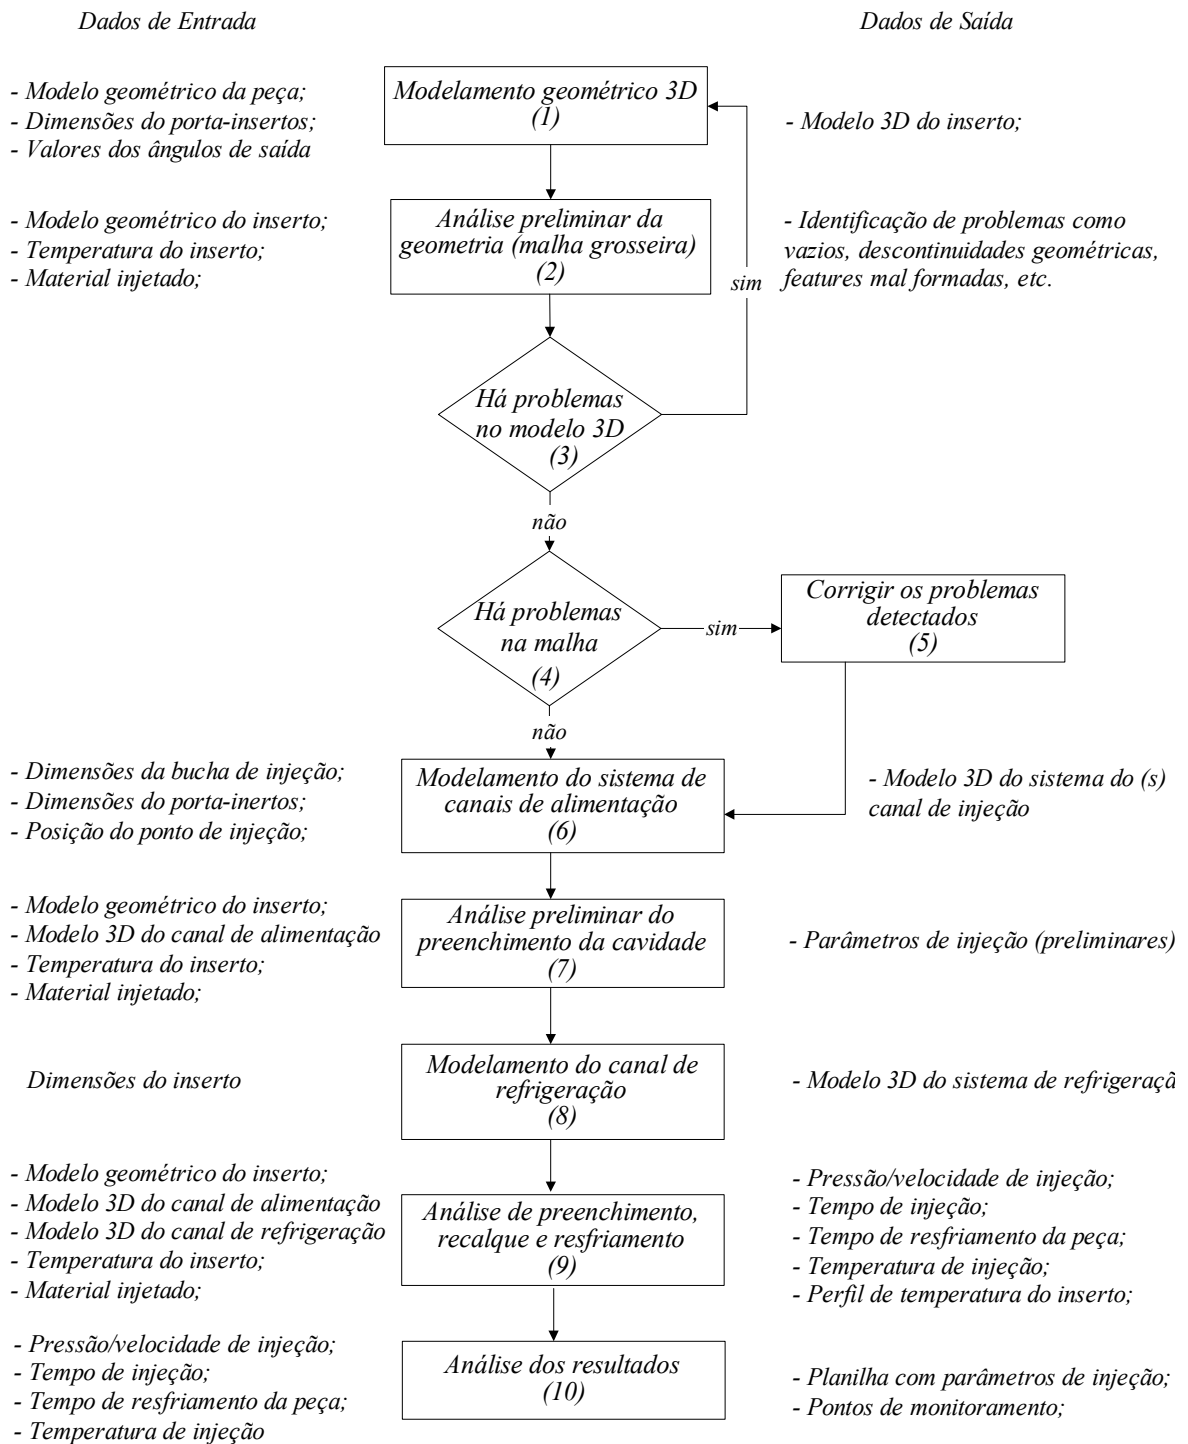 Dados de Entrada
Dados de Saída
- Modelo geométrico da peça;
- Dimensões do porta-insertos;
- Valores dos ângulos de saída
Modelamento geométrico 3D
(1)
- Modelo 3D do inserto;
- Modelo geométrico do inserto;
- Temperatura do inserto;
- Material injetado;
Análise preliminar da
geometria (malha grosseira)
(2)
sim
- Identificação de problemas como
vazios, descontinuidades geométricas,
features mal formadas, etc.
Há problemas
no modelo 3D
(3)
não
Há problemas
na malha
(4)
sim
Corrigir os problemas
detectados
(5)
não
- Dimensões da bucha de injeção;
- Dimensões do porta-inertos;
- Posição do ponto de injeção;
Modelamento do sistema de
canais de alimentação
(6)
- Modelo 3D do sistema do (s)
canal de injeção
- Modelo geométrico do inserto;
- Modelo 3D do canal de alimentação
- Temperatura do inserto;
- Material injetado;
Análise preliminar do
preenchimento da cavidade
(7)
- Parâmetros de injeção (preliminares)
Dimensões do inserto
Modelamento do canal de
refrigeração
(8)
- Modelo 3D do sistema de refrigeraçã
- Modelo geométrico do inserto;
- Modelo 3D do canal de alimentação
- Modelo 3D do canal de refrigeração
- Temperatura do inserto;
- Material injetado;
Análise de preenchimento,
recalque e resfriamento
(9)
- Pressão/velocidade de injeção;
- Tempo de injeção;
- Tempo de resfriamento da peça;
- Temperatura de injeção;
- Perfil de temperatura do inserto;
- Pressão/velocidade de injeção;
- Tempo de injeção;
- Tempo de resfriamento da peça;
- Temperatura de injeção
Análise dos resultados
(10)
- Planilha com parâmetros de injeção;
- Pontos de monitoramento;